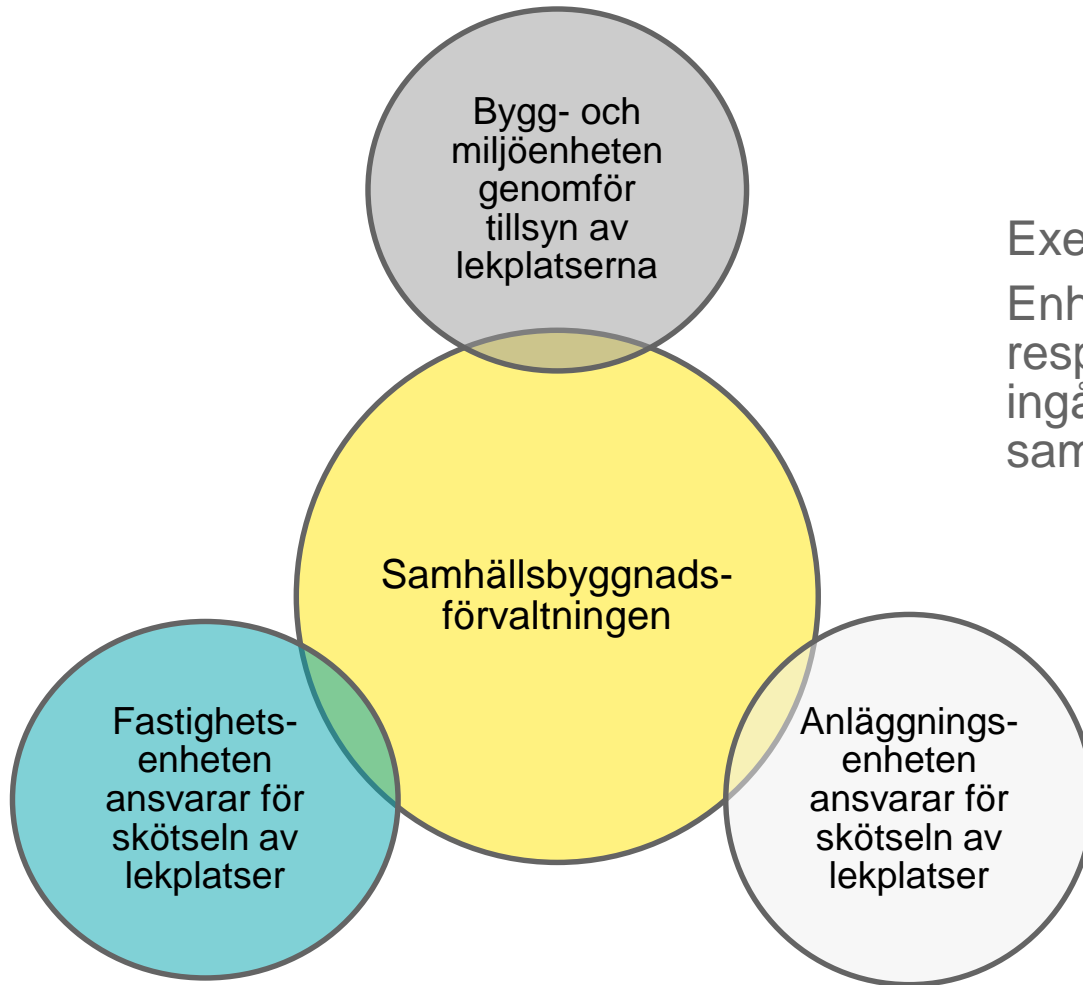 Bygg- och
miljöenheten
genomför
tillsyn av
lekplatserna
Samhällsbyggnads-
förvaltningen
Fastighets-
enheten
ansvarar för
skötseln av
lekplatser
Anläggnings-
enheten
ansvarar för
skötseln av
lekplatser